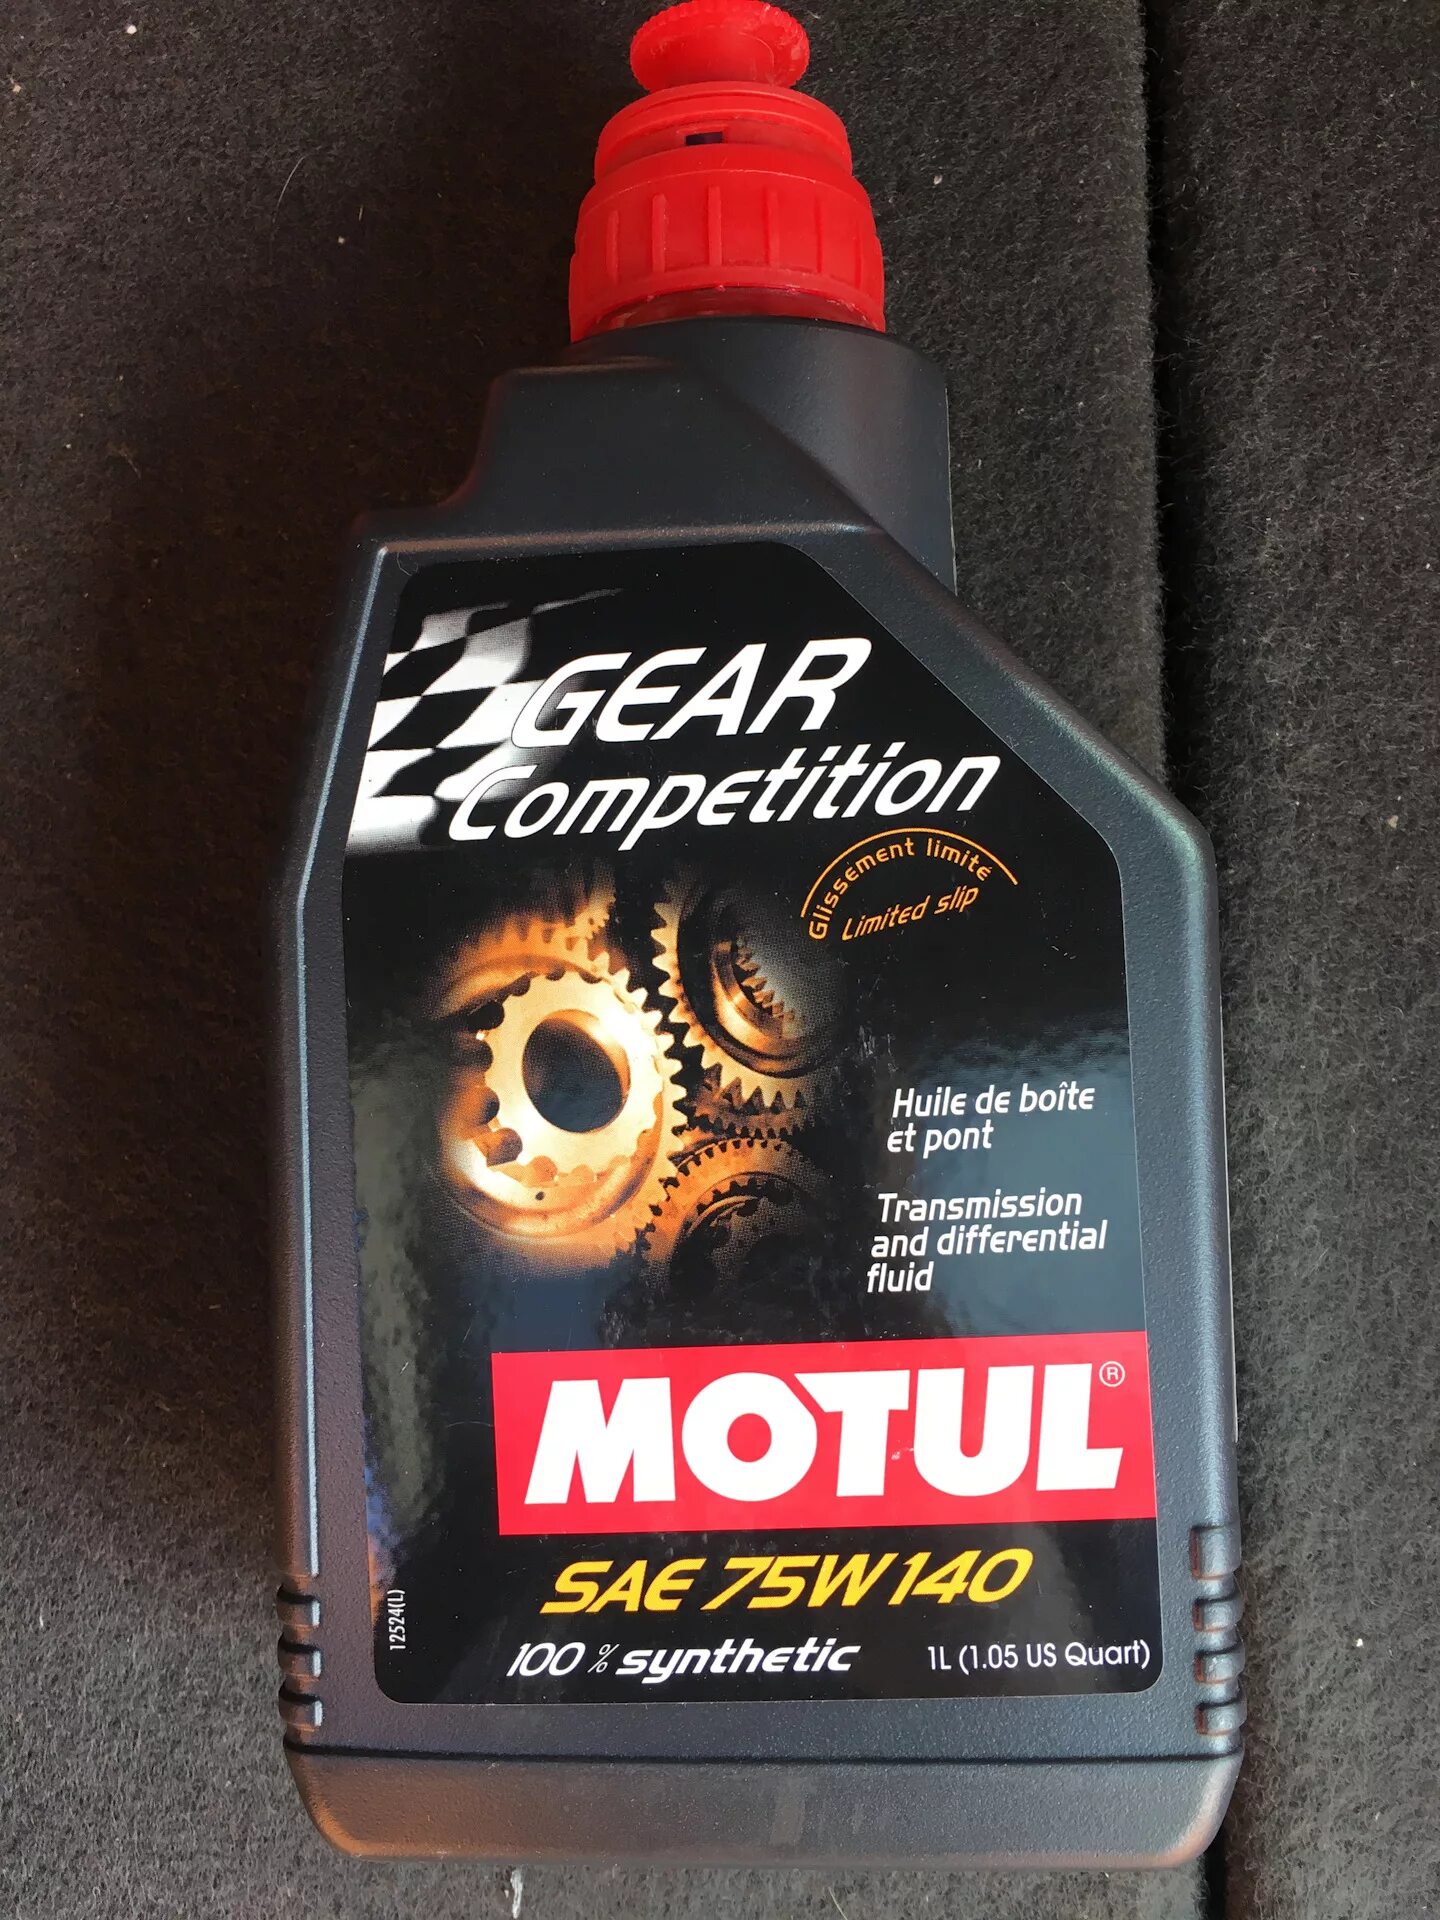 GEAR
Competition
Glissement limité
Limited slip
Huile de boîte
et pont
Transmission
and differential
fluid
MOTUL®
SAE 75W140
12524(L)
100 % synthetic
1L (1.05 US Quart)